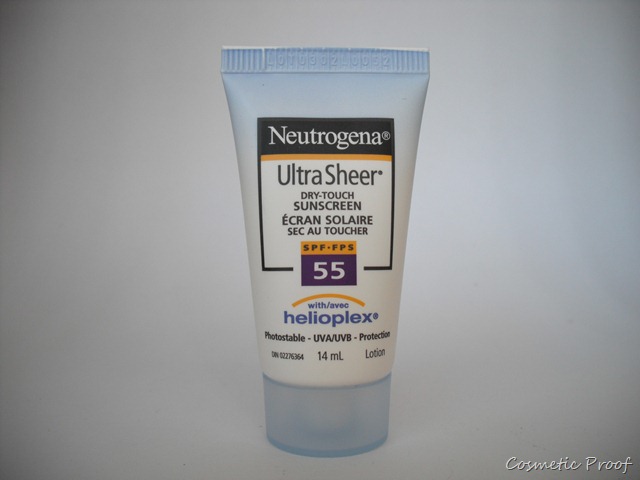 Neutrogena®
Ultra Sheer®
DRY-TOUCH
SUNSCREEN
ÉCRAN SOLAIRE
SEC AU TOUCHER
SPF•FPS
55
with/avec
helioplex®
Photostable - UVA/UVB - Protection
DIN 02276364 14 mL Lotion
Cosmetic Proof